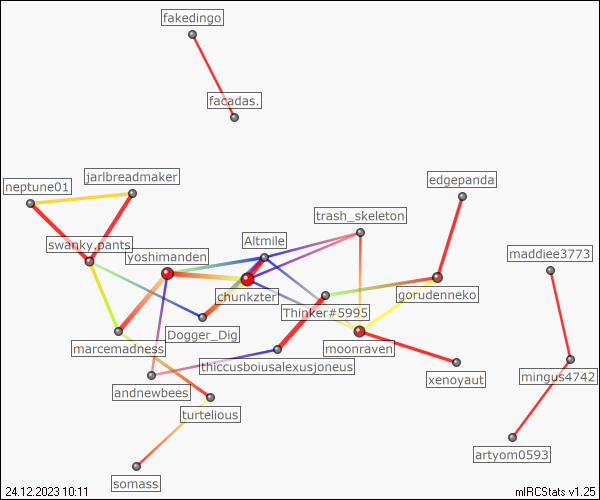 fakedingo
facadas.
jarlbreadmaker
neptune01
edgepanda
trash_skeleton
swanky.pants
Altmile
yoshimanden
maddiee3773
chunkzter
gorudenneko
Thinker#5995
Dogger_Dig
marcemadness
moonraven
thiccusboiusalexusjoneus
xenoyaut
mingus4742
andnewbees
turtelious
artyom0593
somass
24.12.2023 10:11
mIRCStats v1.25